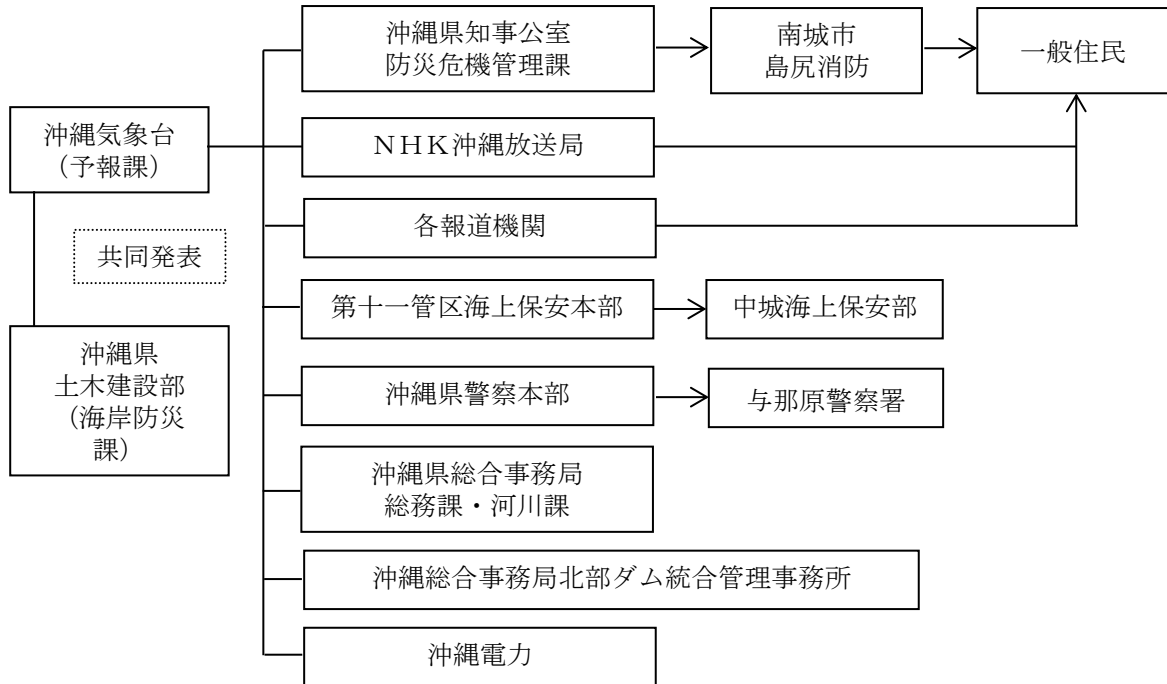 沖縄県知事公室
防災危機管理課
南城市
島尻消防
一般住民
沖縄気象台
（予報課）
ＮＨＫ沖縄放送局
各報道機関
共同発表
第十一管区海上保安本部
中城海上保安部
沖縄県
土木建設部
（海岸防災
課）
沖縄県警察本部
与那原警察署
沖縄県総合事務局
総務課・河川課
沖縄総合事務局北部ダム統合管理事務所
沖縄電力